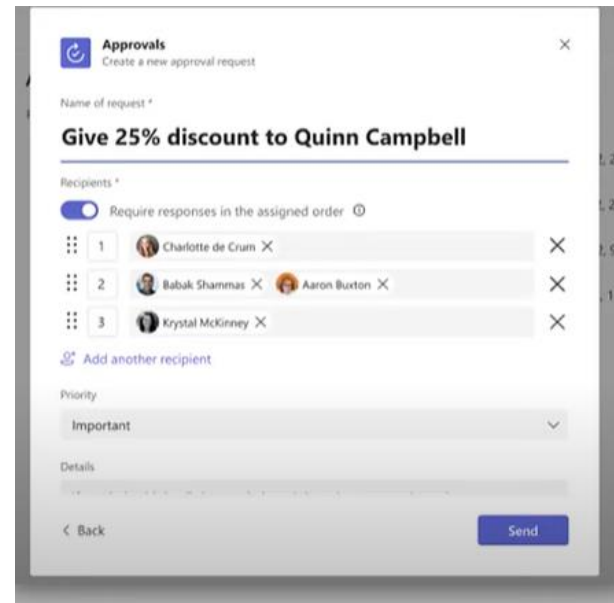 Approvals
Create a new approval request
Name of request *
Give 25% discount to Quinn Campbell
Recipients *
Require responses in the assigned order
1 Charlotte de Crum
2 Babak Shammas Aaron Buxton
3 Krystal McKinney
Add another recipient
Priority
Important
Details
Back
Send